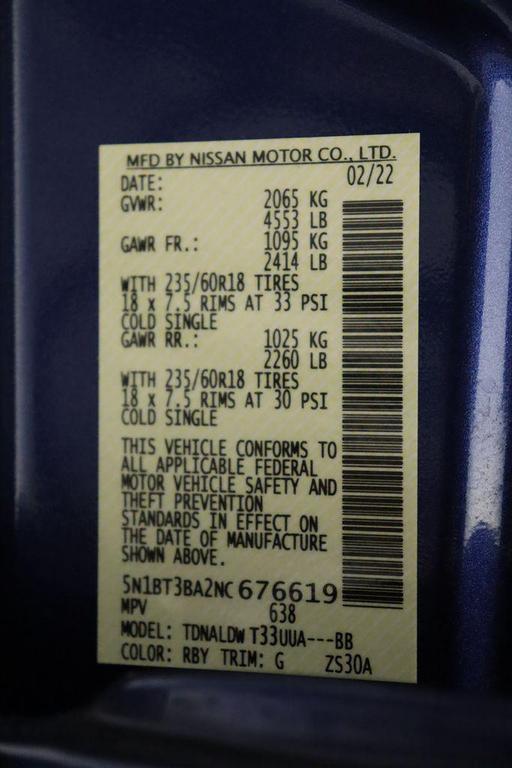 MFD BY NISSAN MOTOR CO., LTD.
DATE: 02/22
GVWR: 2065 KG
4553 LB
GAWR FR.: 1095 KG
2414 LB
WITH 235/60R18 TIRES
18 x 7.5 RIMS AT 33 PSI
COLD SINGLE
GAWR RR.: 1025 KG
2260 LB
WITH 235/60R18 TIRES
18 x 7.5 RIMS AT 30 PSI
COLD SINGLE
THIS VEHICLE CONFORMS TO
ALL APPLICABLE FEDERAL
MOTOR VEHICLE SAFETY AND
THEFT PREVENTION
STANDARDS IN EFFECT ON
THE DATE OF MANUFACTURE
SHOWN ABOVE.
5N1BT3BA2NC676619
MPV 638
MODEL: TDNALDW T33UUA---BB
COLOR: RBY TRIM: G ZS30A